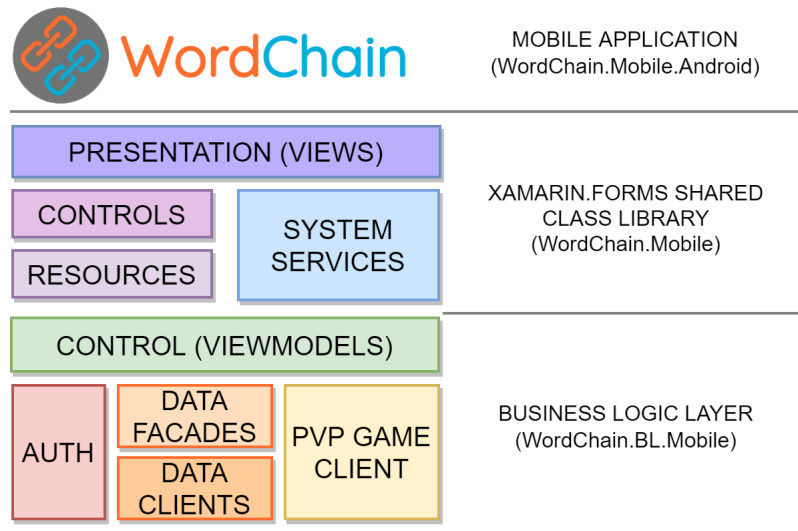 WordChain
MOBILE APPLICATION
(WordChain.Mobile.Android)
PRESENTATION (VIEWS)
CONTROLS
RESOURCES
SYSTEM
SERVICES
XAMARIN.FORMS SHARED
CLASS LIBRARY
(WordChain.Mobile)
CONTROL (VIEWMODELS)
AUTH
DATA
FACADES
DATA
CLIENTS
PVP GAME
CLIENT
BUSINESS LOGIC LAYER
(WordChain.BL.Mobile)